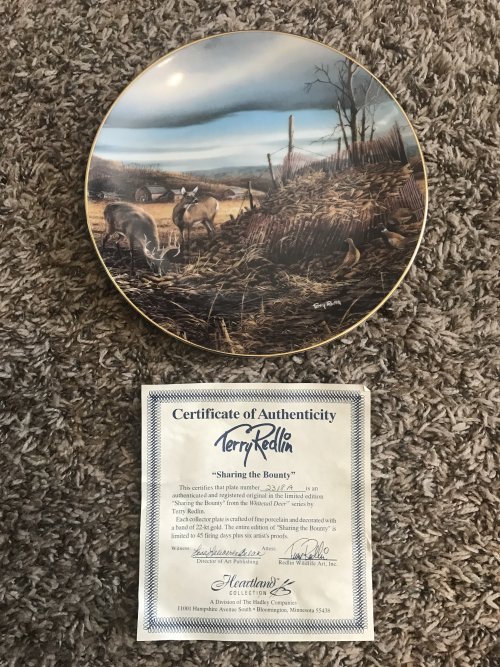 Terry Redlin
Certificate of Authenticity
Terry Redlin
"Sharing the Bounty"
This certifies that plate number 2318A is an
authenticated and registered original in the limited edition
"Sharing the Bounty" from the Whitetail Deer series by
Terry Redlin.
Each collector plate is crafted of fine porcelain and decorated with
a band of 22-kt gold. The entire edition of "Sharing the Bounty" is
limited to 45 firing days plus six artist's proofs.
Witness: Attest: Terry Redlin
Director of Art Publishing Redlin Wildlife Art, Inc.
Heartland
COLLECTION
A Division of The Hadley Companies
11001 Hampshire Avenue South • Bloomington, Minnesota 55438